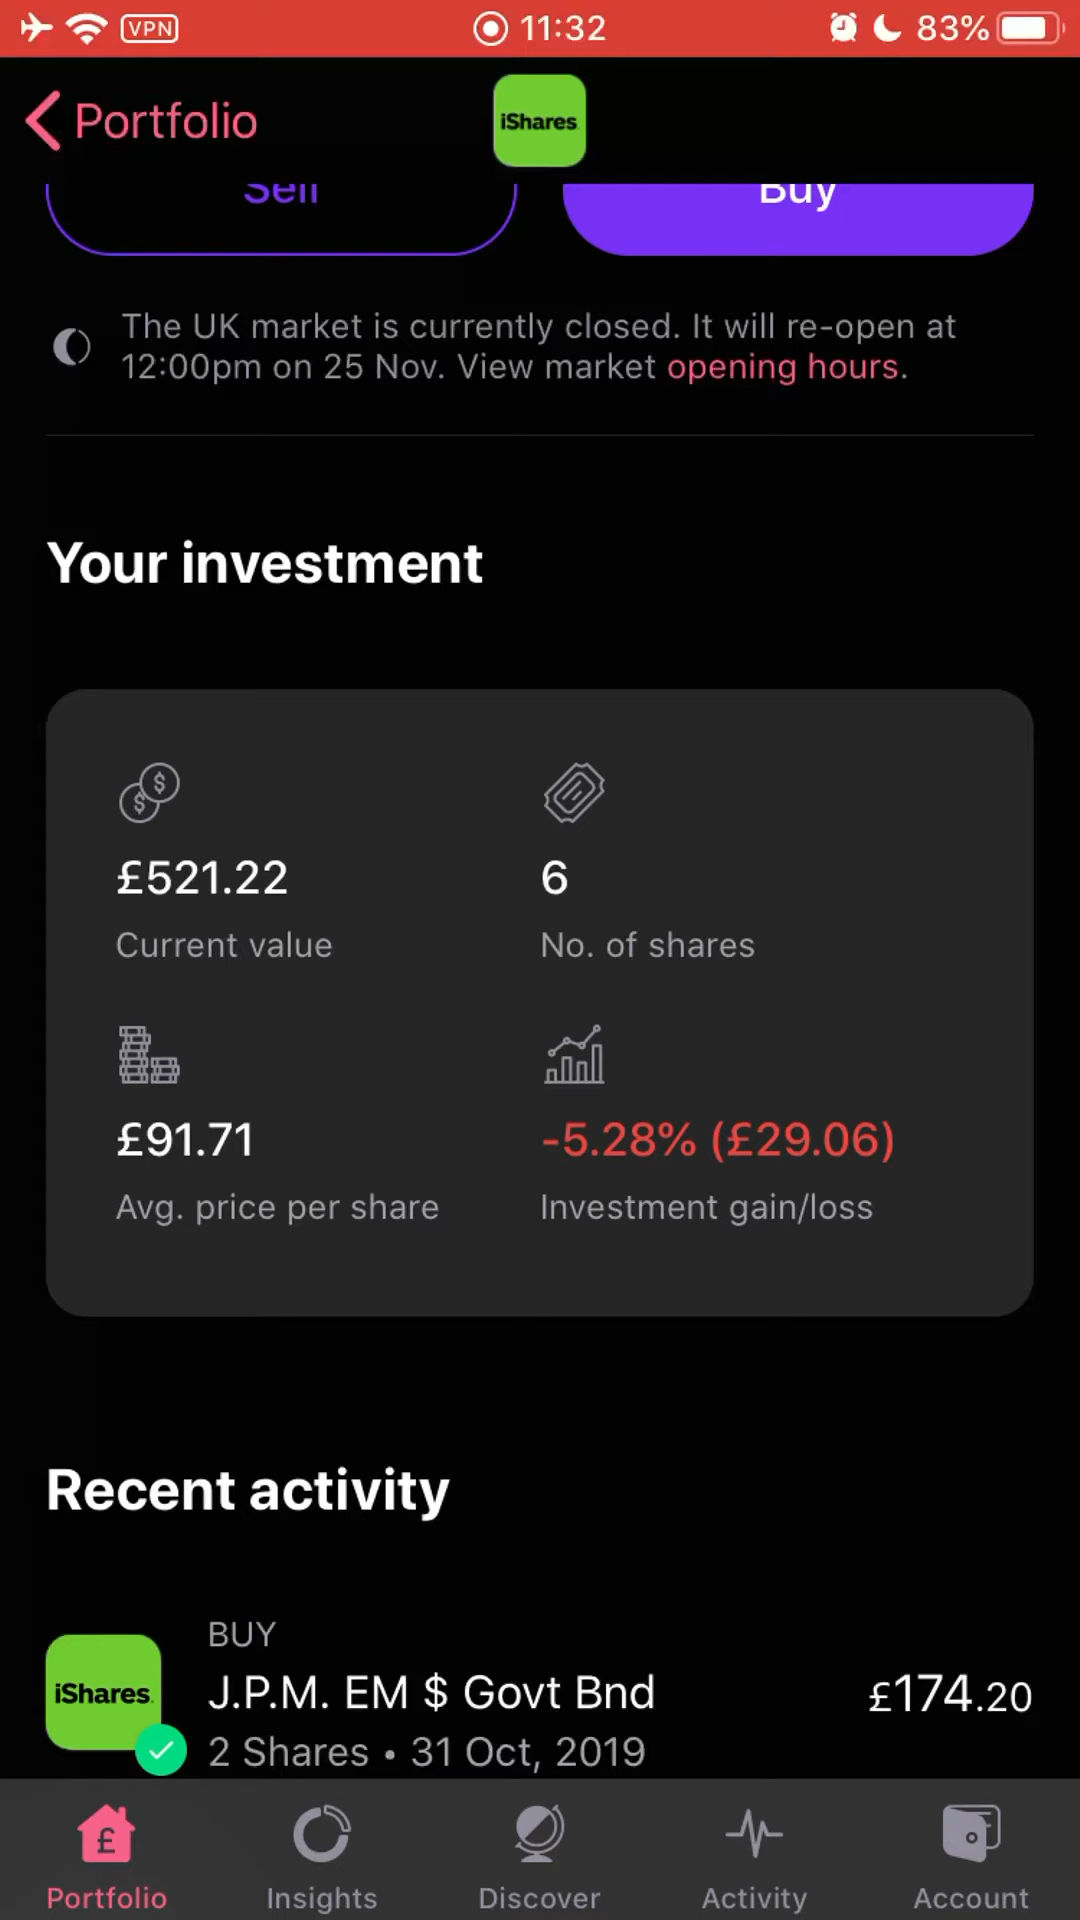 VPN 11:32 83%
Portfolio
iShares
Sell Buy
The UK market is currently closed. It will re-open at
12:00pm on 25 Nov. View market opening hours.
Your investment
£521.22 6
Current value No. of shares
£91.71 -5.28% (£29.06)
Avg. price per share Investment gain/loss
Recent activity
BUY
iShares. J.P.M. EM $ Govt Bnd £174.20
2 Shares • 31 Oct, 2019
Portfolio Insights Discover Activity Account